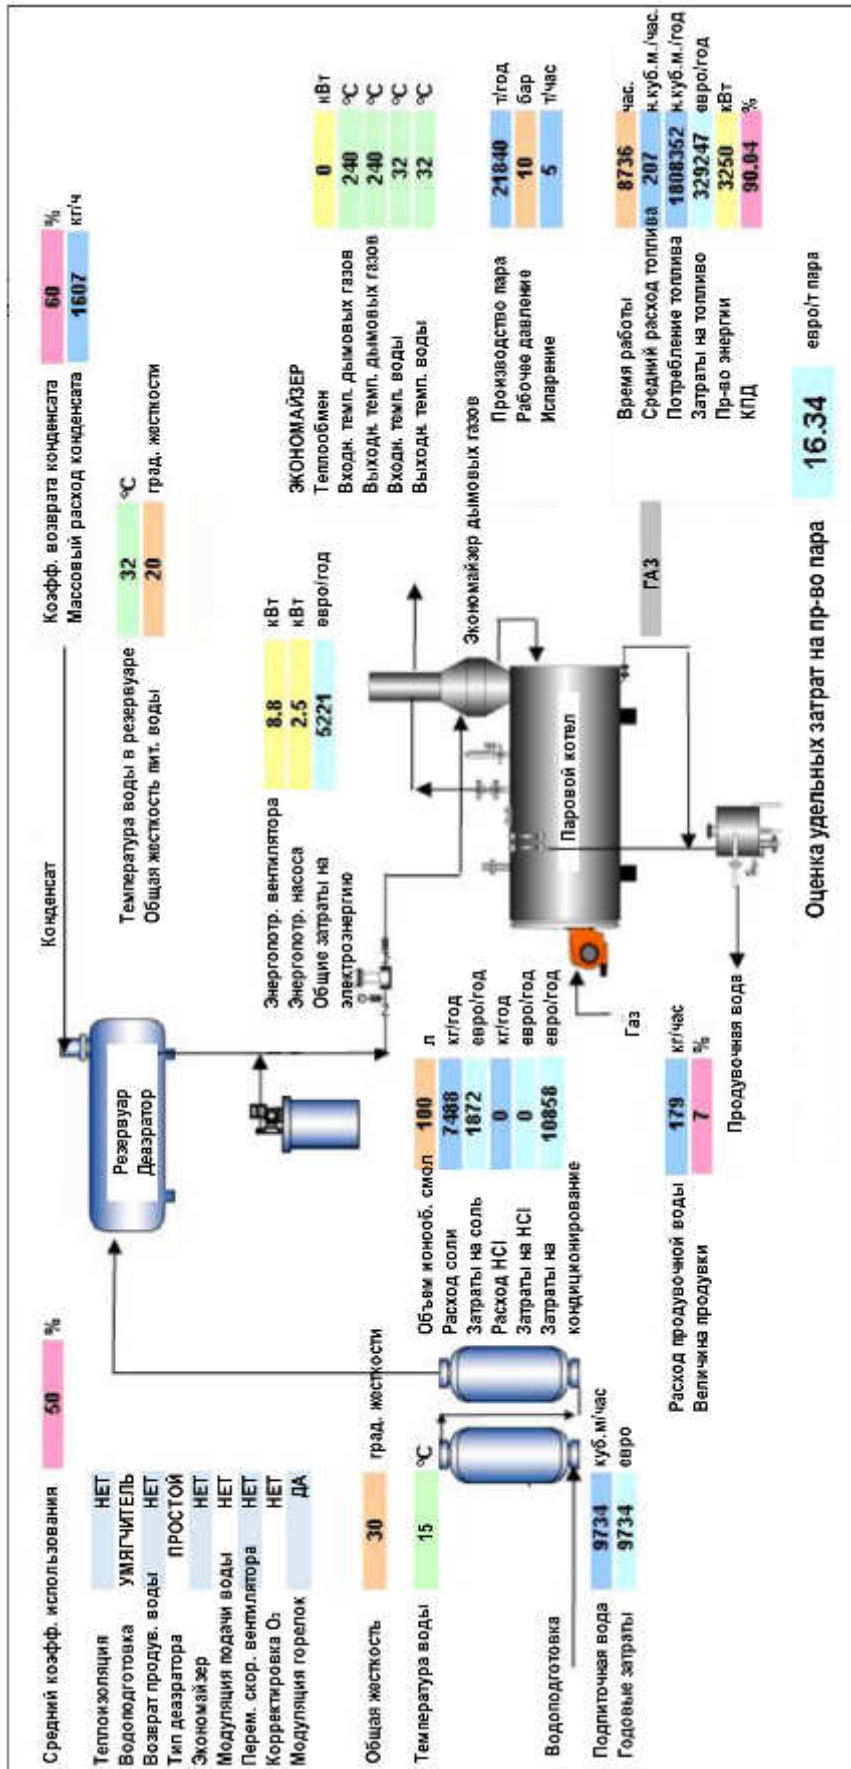 Средний коэфф. использования 50 %
Теплоизоляция НЕТ
Водоподготовка УМЯГЧИТЕЛЬ
Возврат продув. воды НЕТ
Тип деаэратора ПРОСТОЙ
Экономайзер НЕТ
Модуляция подачи воды НЕТ
Перем. скор. вентилятора НЕТ
Корректировка O₂ НЕТ
Модуляция горелок ДА
Общая жесткость 30 град. жесткости
Температура воды 15 °C
Водоподготовка
Подпиточная вода 9734 куб.м/час
Годовые затраты 9734 евро
Резервуар
Деаэратор
Конденсат
Коэфф. возврата конденсата 60 %
Массовый расход конденсата 1607 кг/ч
Температура воды в резервуаре 32 °C
Общая жесткость пит. воды 20 град. жесткости
Энергопотр. вентилятора 8.8 кВт
Энергопотр. насоса 2.5 кВт
Общие затраты на 5221 евро/год
электроэнергию
ЭКОНОМАЙЗЕР
Теплообмен 0 кВт
Входн. темп. дымовых газов 240 °C
Выходн. темп. дымовых газов 240 °C
Входн. темп. воды 32 °C
Выходн. темп. воды 32 °C
Объем ионооб. смол 100 л
Расход соли 7488 кг/год
Затраты на соль 1872 евро/год
Расход HCl 0 кг/год
Затраты на HCl 0 евро/год
Затраты на 10858 евро/год
кондиционирование
Экономайзер дымовых газов
Паровой котел
Газ
Производство пара 21840 т/год
Рабочее давление 10 бар
Испарение 5 т/час
ГАЗ
Время работы 8736 час.
Средний расход топлива 207 н.куб.м./час.
Потребление топлива 1808352 н.куб.м./год
Затраты на топливо 329247 евро/год
Пр-во энергии 3250 кВт
КПД 90.04 %
Расход продувочной воды 179 кг/час
Величина продувки 7 %
Продувочная вода
Оценка удельных затрат на пр-во пара 16.34 евро/т пара